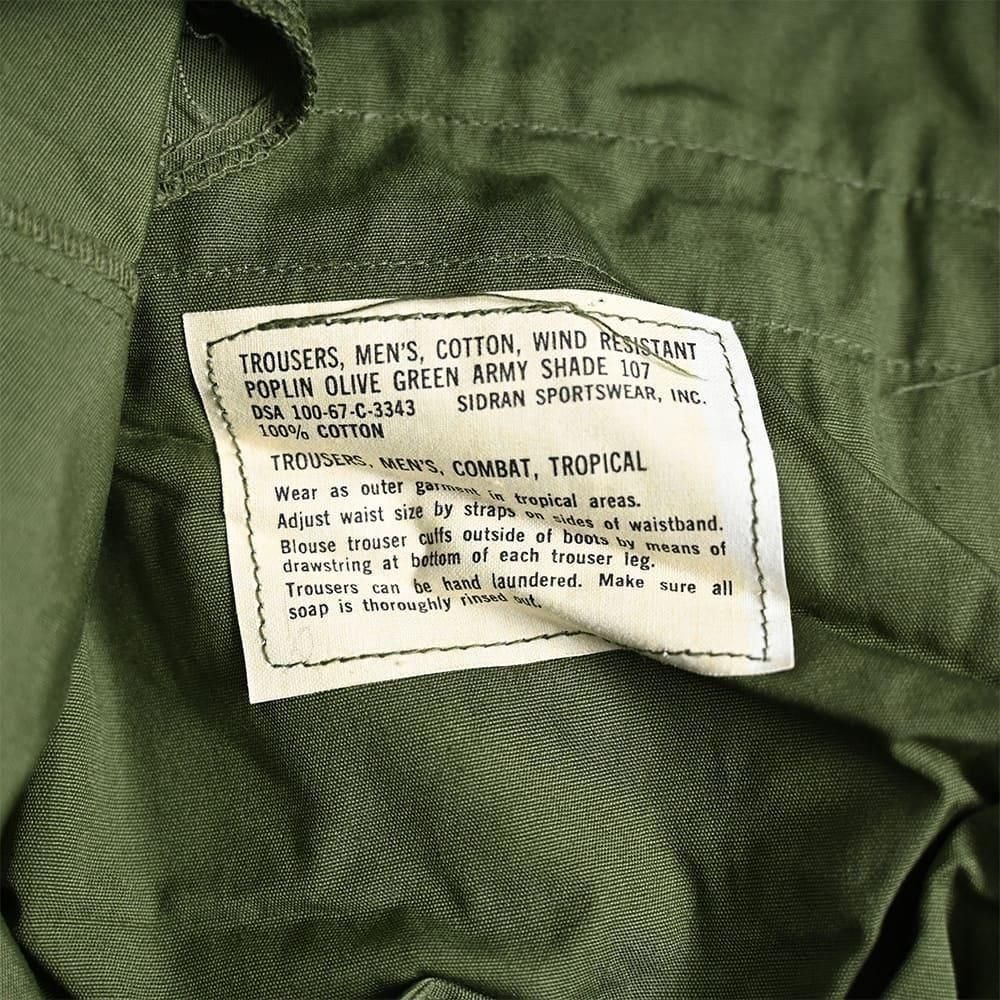 TROUSERS, MEN'S, COTTON, WIND RESISTANT
POPLIN OLIVE GREEN ARMY SHADE 107
DSA 100-67-C-3343 SIDRAN SPORTSWEAR, INC.
100% COTTON
TROUSERS, MEN'S, COMBAT, TROPICAL
Wear as outer garment in tropical areas.
Adjust waist size by straps on sides of waistband.
Blouse trouser cuffs outside of boots by means of
drawstring at bottom of each trouser leg.
Trousers can be hand laundered. Make sure all
soap is thoroughly rinsed out.